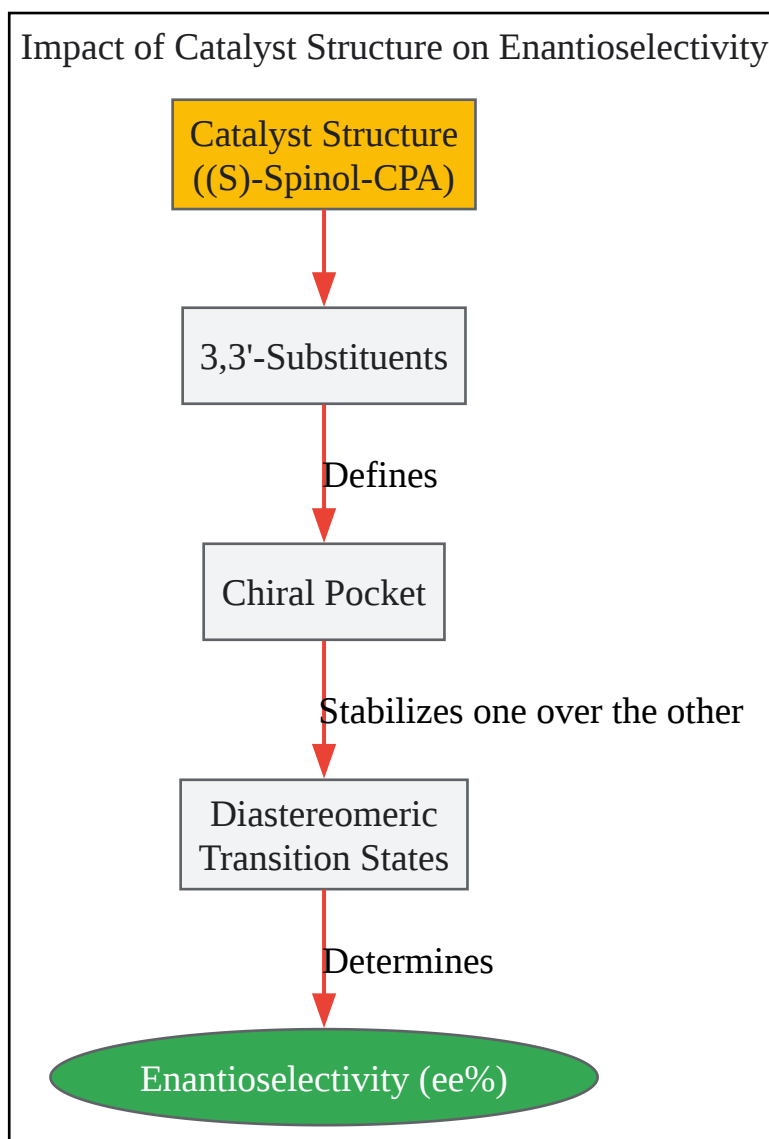 Impact of Catalyst Structure on Enantioselectivity
Catalyst Structure
((S)-Spinol-CPA)
3,3'-Substituents
Defines
Chiral Pocket
Stabilizes one over the other
Diastereomeric
Transition States
Determines
Enantioselectivity (ee%)